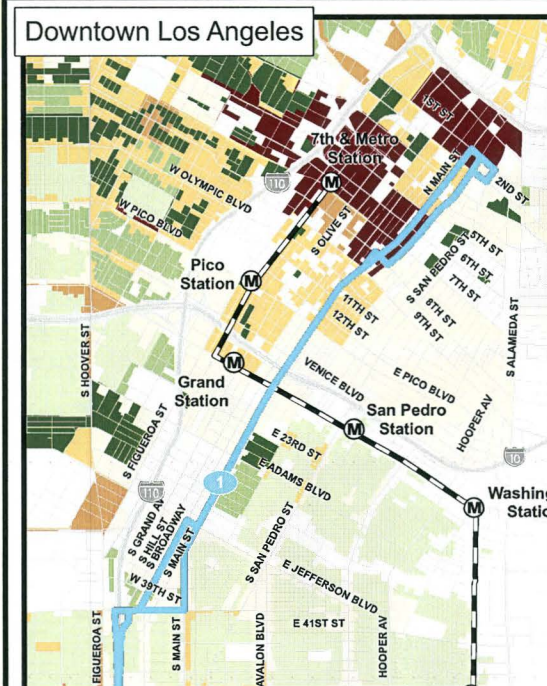 Downtown Los Angeles
1ST ST
7th & Metro
Station
N MAIN ST
2ND ST
110
W OLYMPIC BLVD
W PICO BLVD
M
S OLIVE ST
5TH ST
6TH ST
7TH ST
8TH ST
9TH ST
S SAN PEDRO ST
Pico
Station
M
11TH ST
12TH ST
S ALAMEDA ST
S HOOVER ST
M
Grand
Station
VENICE BLVD
E PICO BLVD
HOOPER AV
San Pedro
Station
M
S FIGUEROA ST
E 23RD ST
10
1
E ADAMS BLVD
110
Washing
Static
M
S GRAND AV
S HILL ST
S BROADWAY
S MAIN ST
S SAN PEDRO ST
W 39TH ST
E JEFFERSON BLVD
FIGUEROA ST
S MAIN ST
AVALON BLVD
E 41ST ST
HOOPER AV